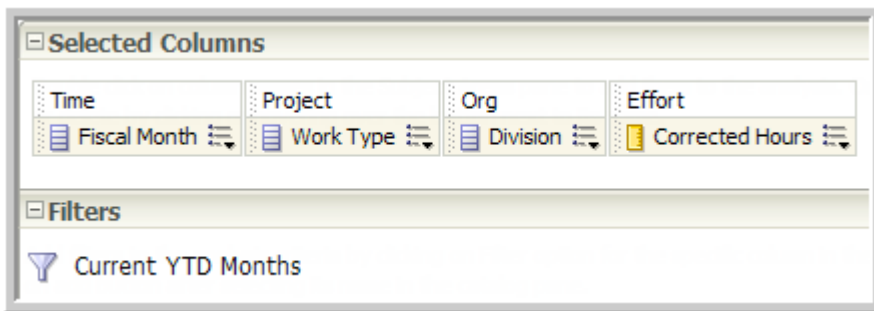 Selected Columns
Time Project Org Effort
Fiscal Month Work Type Division Corrected Hours
Filters
Current YTD Months